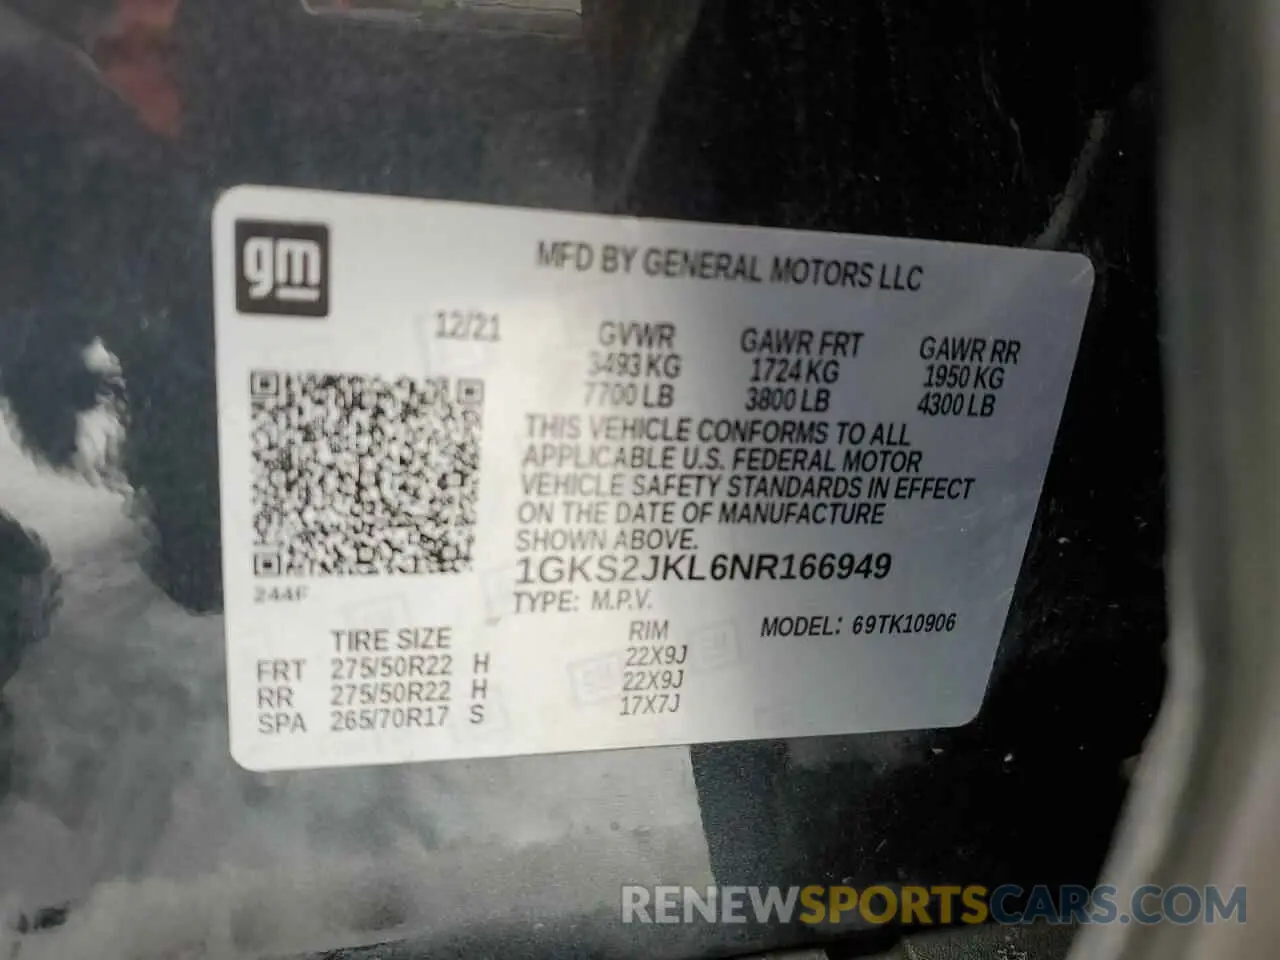 gm
MFD BY GENERAL MOTORS LLC
12/21
GVWR GAWR FRT GAWR RR
3493 KG 1724 KG 1950 KG
7700 LB 3800 LB 4300 LB
THIS VEHICLE CONFORMS TO ALL
APPLICABLE U.S. FEDERAL MOTOR
VEHICLE SAFETY STANDARDS IN EFFECT
ON THE DATE OF MANUFACTURE
SHOWN ABOVE.
1GKS2JKL6NR166949
244F
TYPE: M.P.V.
MODEL: 69TK10906
TIRE SIZE RIM
FRT 275/50R22 H 22X9J
RR 275/50R22 H 22X9J
SPA 265/70R17 S 17X7J
RENEWSPORTSCARS.COM